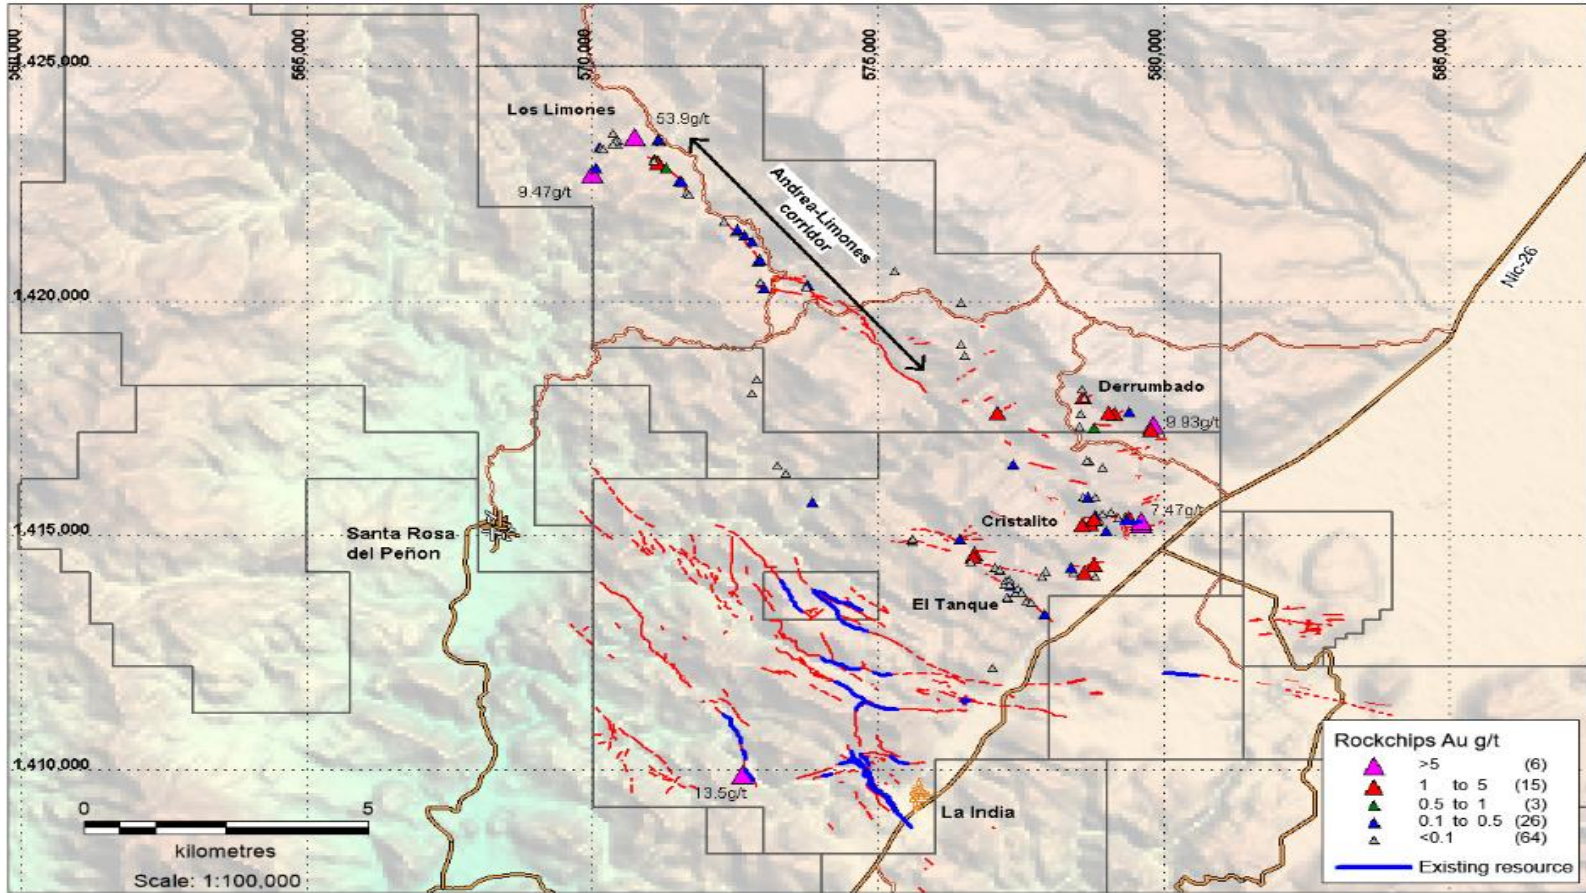 560,000
565,000
570,000
575,000
580,000
585,000
1,425,000
Los Limones
53.9g/t
9.47g/t
Andrea-Limones
corridor
Nic-26
1,420,000
Derrumbado
9.93g/t
1,415,000
Santa Rosa
del Peñon
Cristalito
7.47g/t
El Tanque
1,410,000
13.5g/t
La India
0 5
kilometres
Scale: 1:100,000
Rockchips Au g/t
>5 (6)
1 to 5 (15)
0.5 to 1 (3)
0.1 to 0.5 (26)
<0.1 (64)
Existing resource